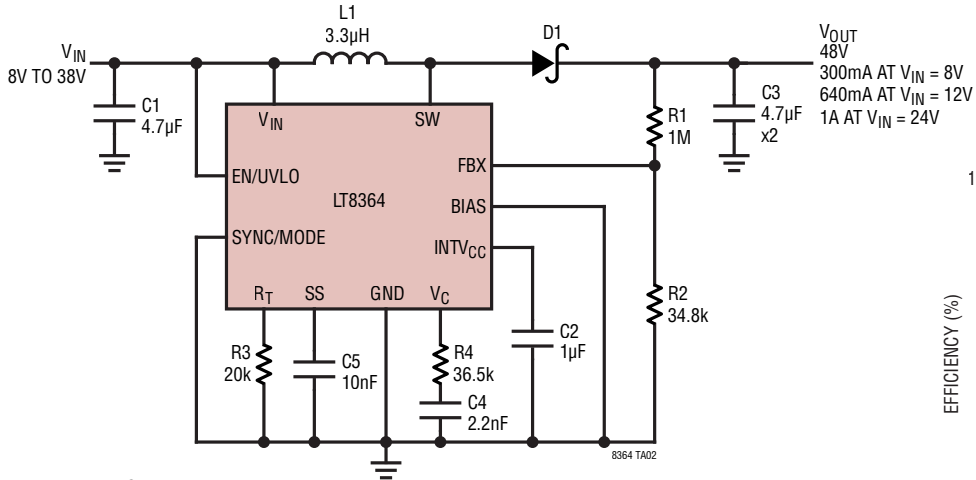 V_IN
8V TO 38V
C1
4.7µF
L1
3.3µH
D1
V_OUT
48V
300mA AT V_IN = 8V
640mA AT V_IN = 12V
1A AT V_IN = 24V
C3
4.7µF
x2
R1
1M
V_IN
SW
EN/UVLO
FBX
LT8364
BIAS
SYNC/MODE
INTV_CC
R_T
SS
GND
V_C
R3
20k
C5
10nF
R4
36.5k
C4
2.2nF
C2
1µF
R2
34.8k
8364 TA02
1
EFFICIENCY (%)